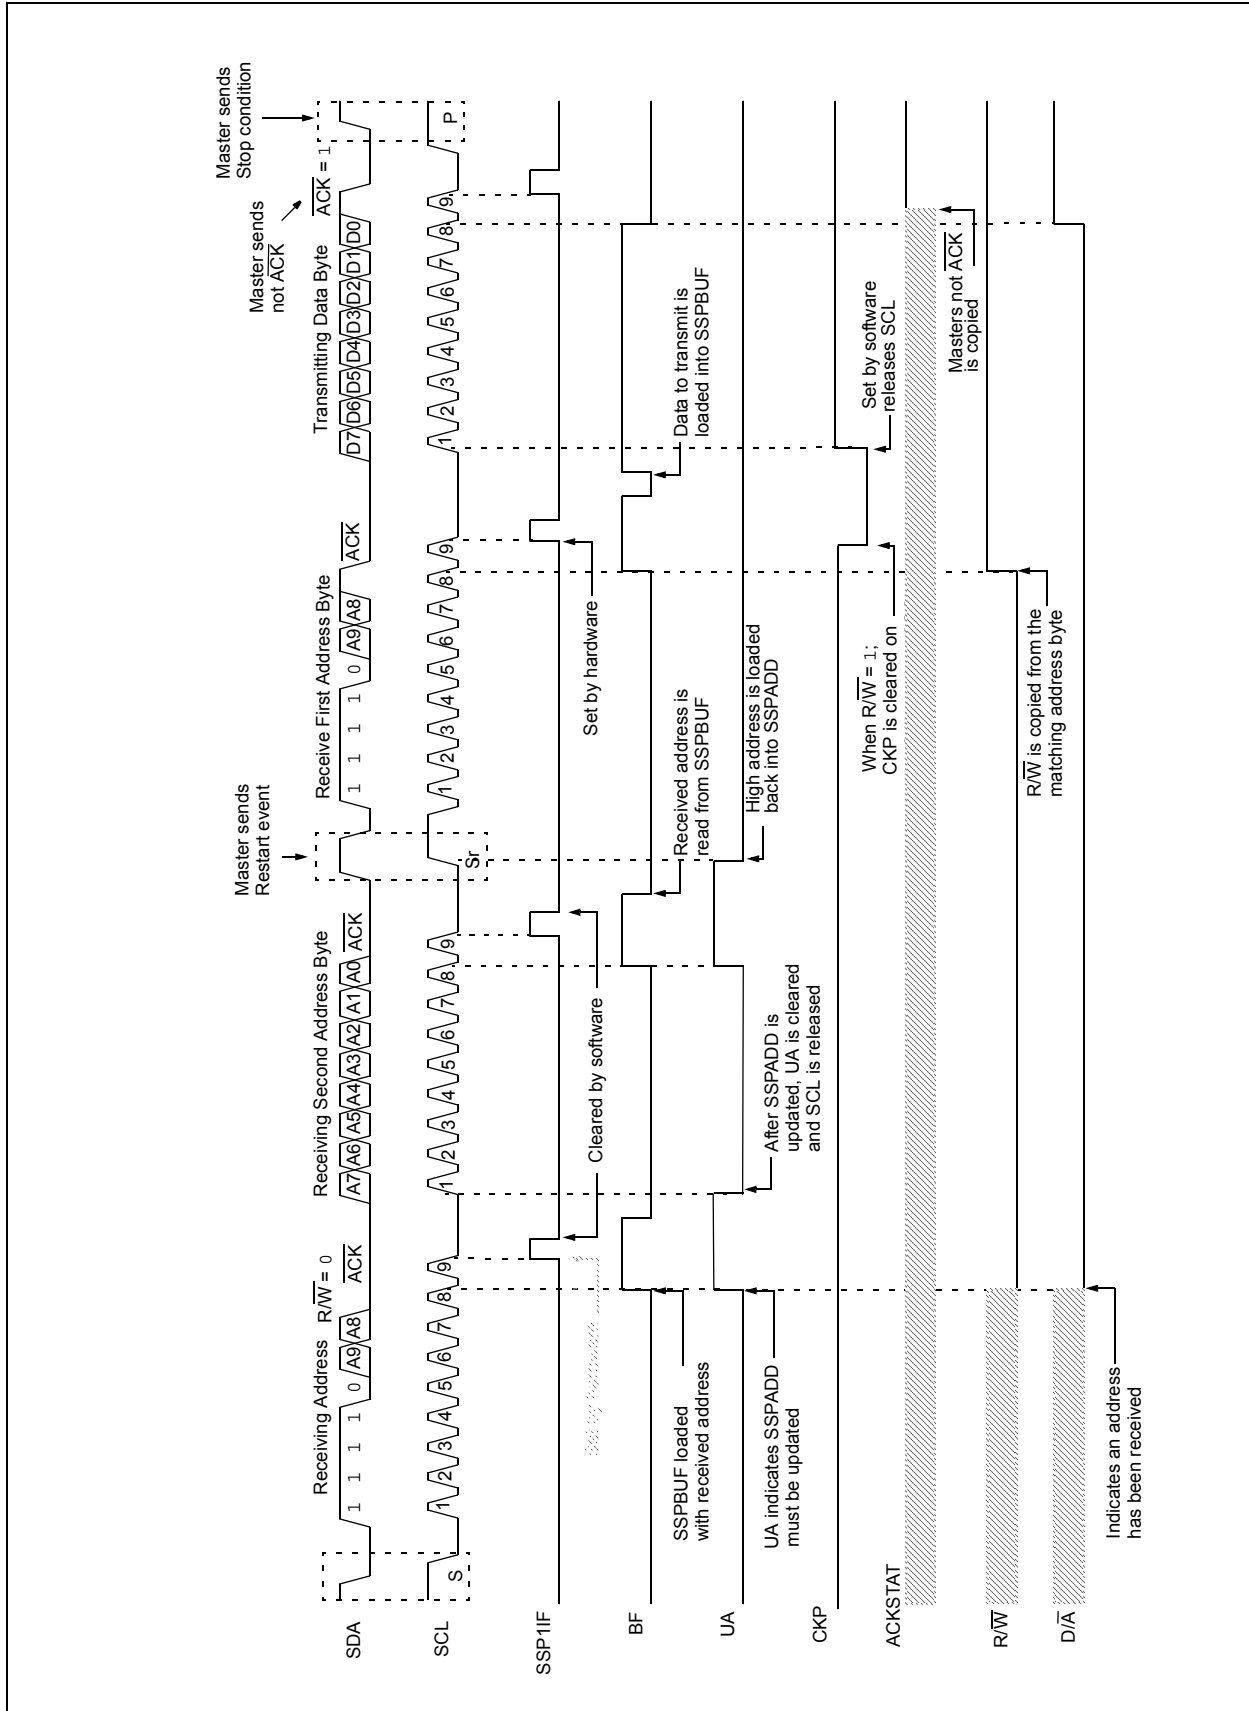 Master sends
Stop condition
Master sends
not ACK
ACK = 1
Master sends
Restart event
Receiving Address
R/W = 0
ACK
Receiving Second Address Byte
ACK
Receive First Address Byte
ACK
Transmitting Data Byte
SDA
1 1 1 1 0 A9 A8
A7 A6 A5 A4 A3 A2 A1 A0
1 1 1 1 0 A9 A8
D7 D6 D5 D4 D3 D2 D1 D0
SCL
S
1 2 3 4 5 6 7 8 9
1 2 3 4 5 6 7 8 9
Sr
1 2 3 4 5 6 7 8 9
1 2 3 4 5 6 7 8 9
P
SSP1IF
Set by hardware
Cleared by software
Set by hardware
BF
SSPBUF loaded
with received address
Received address is
read from SSPBUF
Data to transmit is
loaded into SSPBUF
UA
UA indicates SSPADD
must be updated
After SSPADD is
updated, UA is cleared
and SCL is released
High address is loaded
back into SSPADD
CKP
When R/W = 1;
CKP is cleared on
Set by software
releases SCL
ACKSTAT
Masters not ACK
is copied
R/W
R/W is copied from the
matching address byte
D/A
Indicates an address
has been received